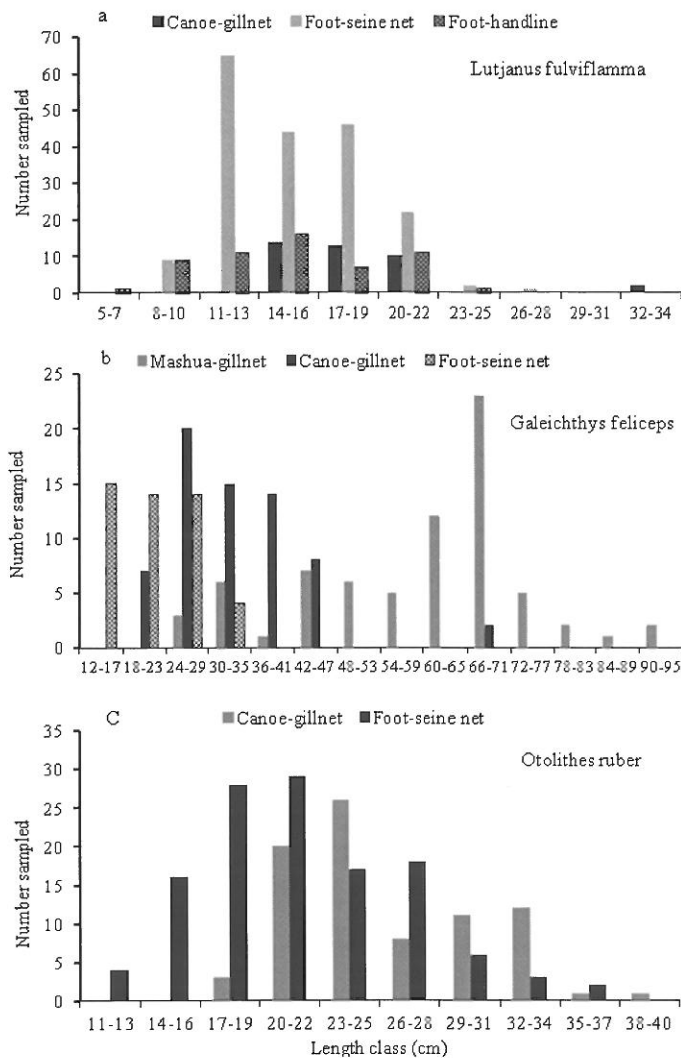 a
Canoe-gillnet Foot-seine net Foot-handline
Lutjanus fulviflamma
Number sampled
70
60
50
40
30
20
10
0
5-7 8-10 11-13 14-16 17-19 20-22 23-25 26-28 29-31 32-34
b
Mashua-gillnet Canoe-gillnet Foot-seine net
Galeichthys feliceps
Number sampled
25
20
15
10
5
0
12-17 18-23 24-29 30-35 36-41 42-47 48-53 54-59 60-65 66-71 72-77 78-83 84-89 90-95
C
Canoe-gillnet Foot-seine net
Otolithes ruber
Number sampled
35
30
25
20
15
10
5
0
11-13 14-16 17-19 20-22 23-25 26-28 29-31 32-34 35-37 38-40
Length class (cm)